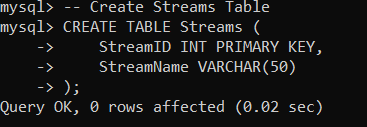 mysql> -- Create Streams Table
mysql> CREATE TABLE Streams (
    ->     StreamID INT PRIMARY KEY,
    ->     StreamName VARCHAR(50)
    -> );
Query OK, 0 rows affected (0.02 sec)